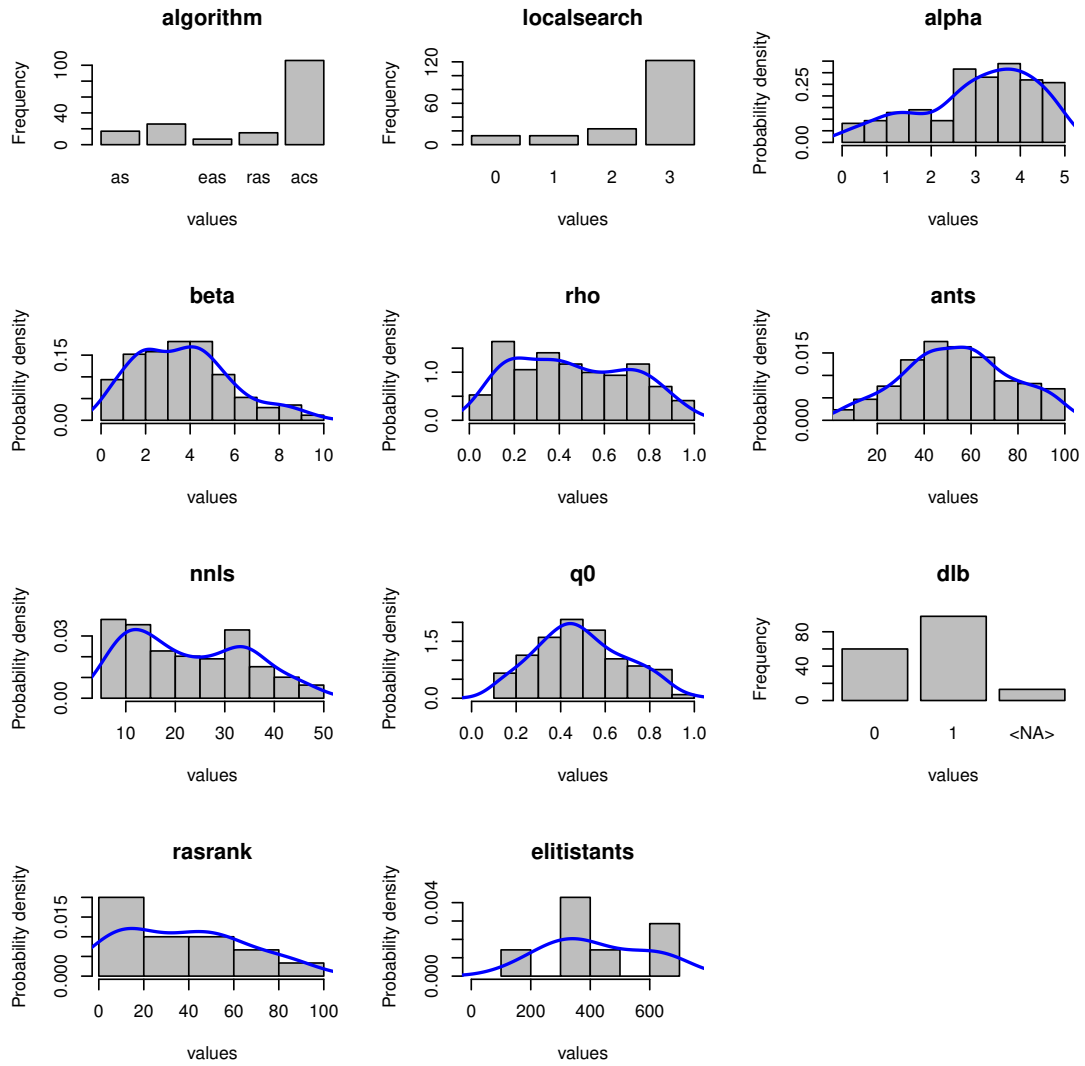 algorithm
Frequency
0 40 100
as eas ras acs
values
localsearch
Frequency
0 60 120
0 1 2 3
values
alpha
Probability density
0.00 0.25
0 1 2 3 4 5
values
beta
Probability density
0.00 0.15
0 2 4 6 8 10
values
rho
Probability density
0.0 1.0
0.0 0.2 0.4 0.6 0.8 1.0
values
ants
Probability density
0.000 0.015
20 40 60 80 100
values
nnls
Probability density
0.00 0.03
10 20 30 40 50
values
q0
Probability density
0.0 1.5
0.0 0.2 0.4 0.6 0.8 1.0
values
dlb
Frequency
0 40 80
0 1 <NA>
values
rasrank
Probability density
0.000 0.015
0 20 40 60 80 100
values
elitistants
Probability density
0.000 0.004
0 200 400 600
values